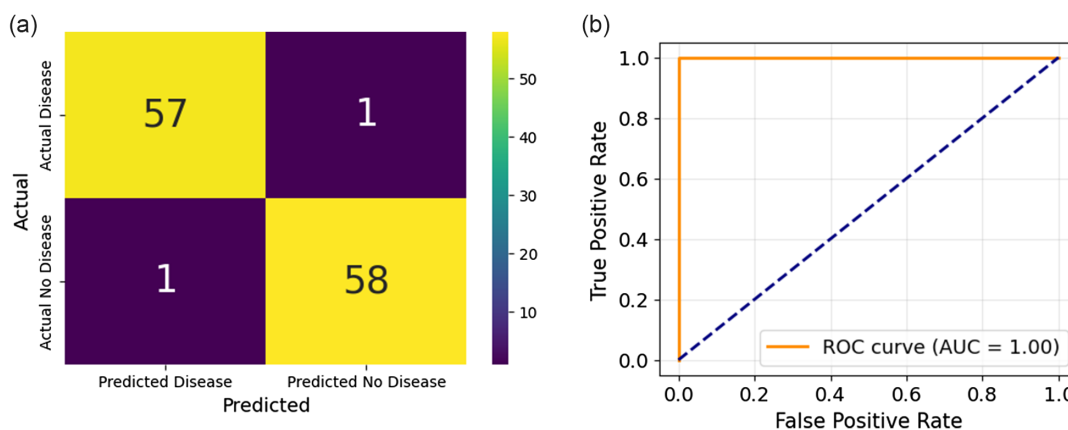 (a)
Actual
Actual Disease
Actual No Disease
57
1
1
58
Predicted Disease
Predicted No Disease
Predicted
50
40
30
20
10
(b)
True Positive Rate
1.0
0.8
0.6
0.4
0.2
0.0
ROC curve (AUC = 1.00)
0.0 0.2 0.4 0.6 0.8 1.0
False Positive Rate